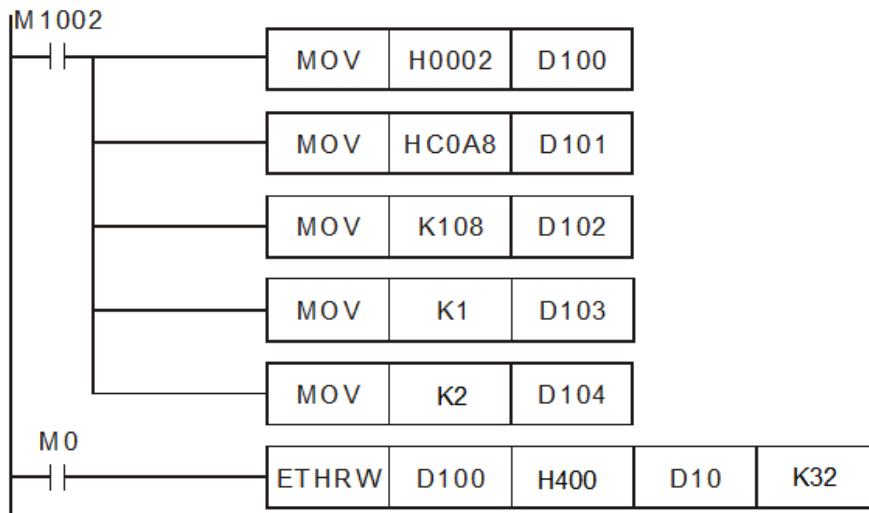 M1002
MOV H0002 D100
MOV HC0A8 D101
MOV K108 D102
MOV K1 D103
MOV K2 D104
M0
ETHRW D100 H400 D10 K32